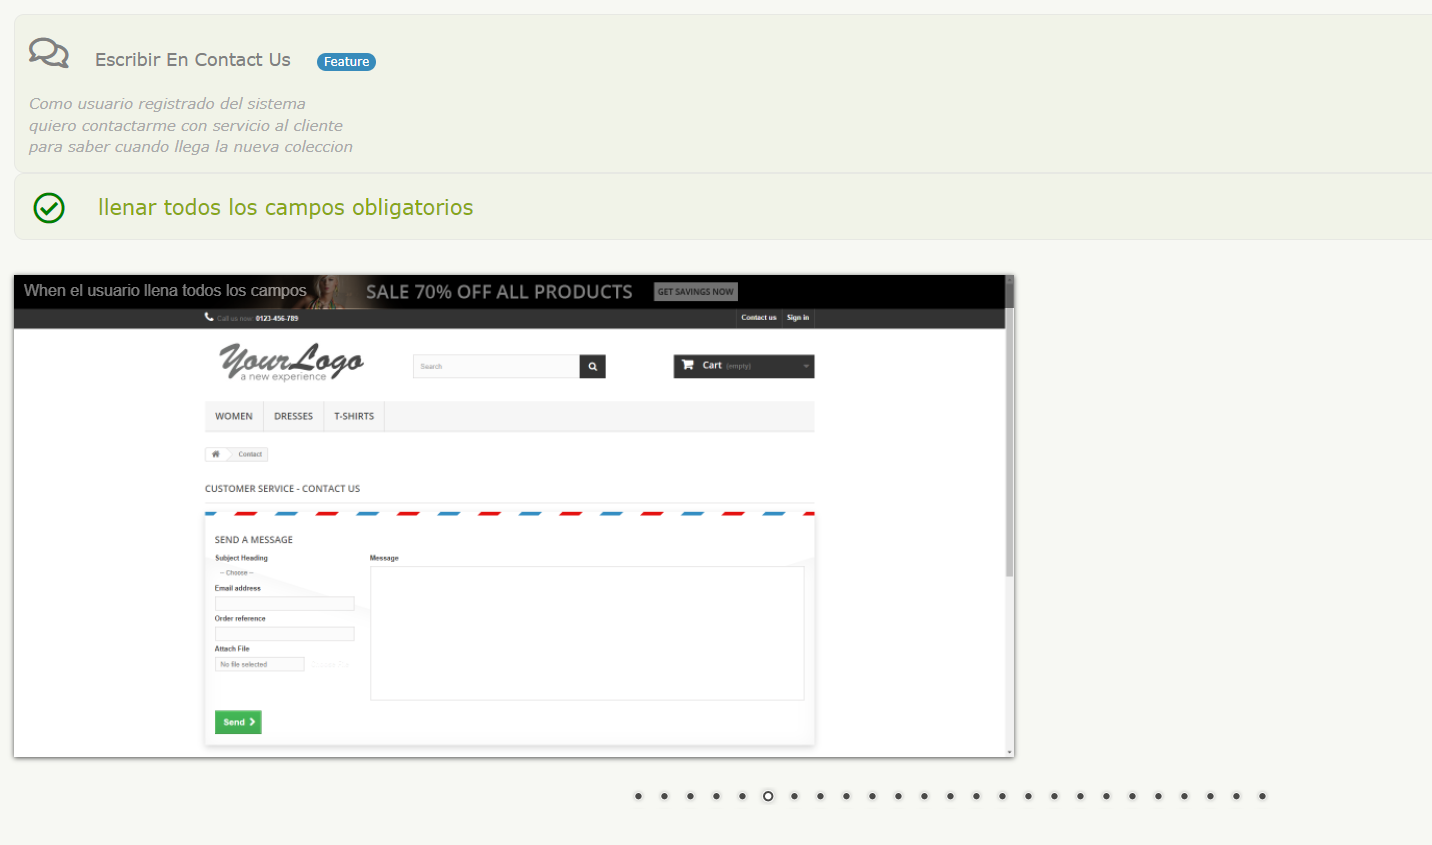 Escribir En Contact Us
Feature
Como usuario registrado del sistema
quiero contactarme con servicio al cliente
para saber cuando llega la nueva coleccion
llenar todos los campos obligatorios
When el usuario llena todos los campos
SALE 70% OFF ALL PRODUCTS
GET SAVINGS NOW
Call us now: 0123-456-789
Contact us
Sign in
YourLogo
a new experience
Search
Cart (empty)
WOMEN
DRESSES
T-SHIRTS
Contact
CUSTOMER SERVICE - CONTACT US
SEND A MESSAGE
Subject Heading
-- Choose --
Email address
Order reference
Attach File
No file selected
Message
Send